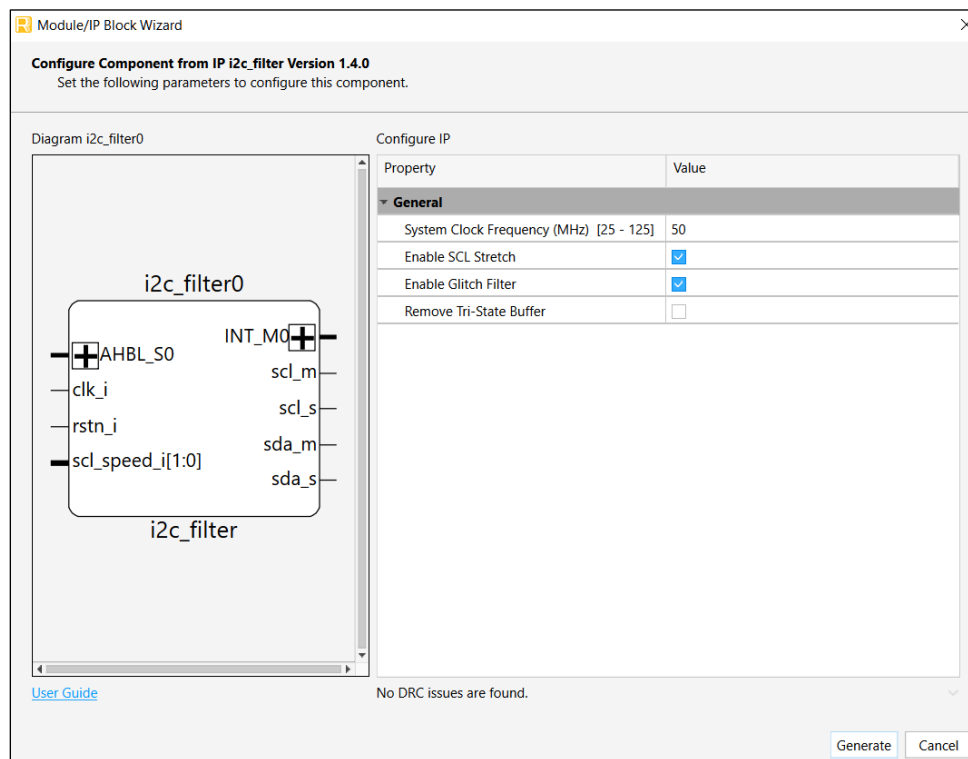 Module/IP Block Wizard
Configure Component from IP i2c_filter Version 1.4.0
Set the following parameters to configure this component.
Diagram i2c_filter0
i2c_filter0
AHBL_S0
clk_i
rstn_i
scl_speed_i[1:0]
INT_M0
scl_m
scl_s
sda_m
sda_s
i2c_filter
User Guide
Configure IP
Property Value
General
System Clock Frequency (MHz) [25 - 125] 50
Enable SCL Stretch
Enable Glitch Filter
Remove Tri-State Buffer
No DRC issues are found.
Generate Cancel